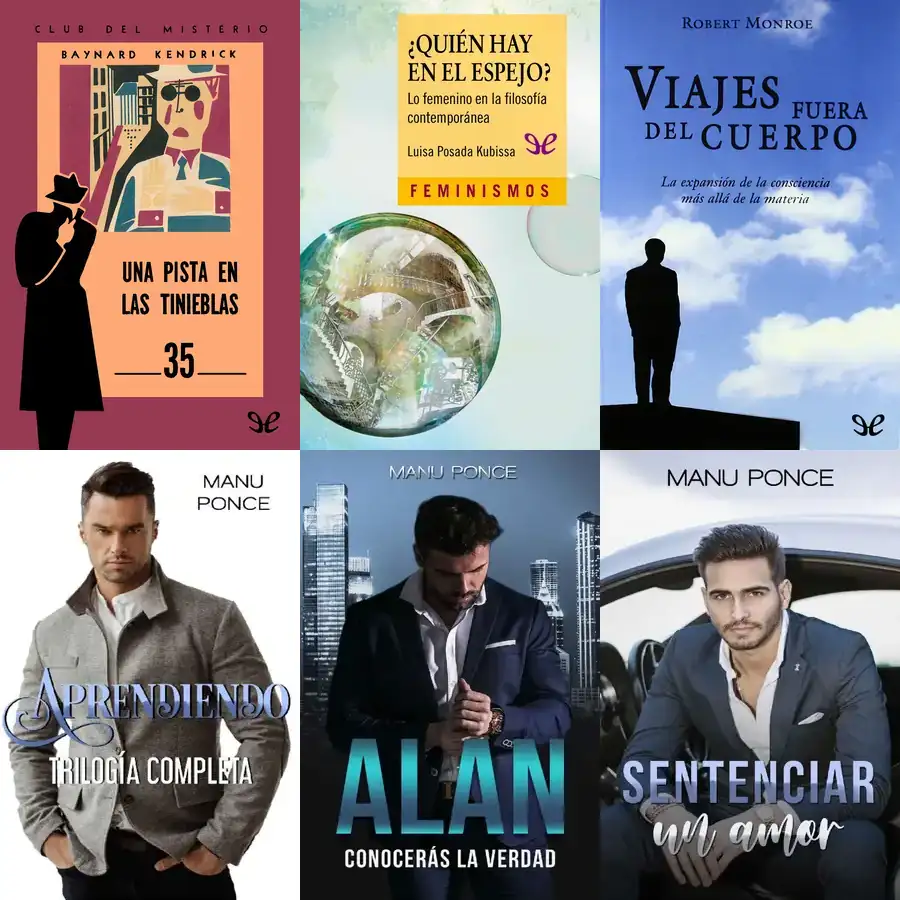 CLUB DEL MISTERIO
BAYNARD KENDRICK
UNA PISTA EN
LAS TINIEBLAS
35
¿QUIÉN HAY
EN EL ESPEJO?
Lo femenino en la filosofía
contemporánea
Luisa Posada Kubissa
FEMINISMOS
ROBERT MONROE
VIAJES FUERA
DEL CUERPO
La expansión de la consciencia
más allá de la materia
MANU
PONCE
APRENDIENDO
TRILOGÍA COMPLETA
MANU PONCE
ALAN
CONOCERÁS LA VERDAD
MANU PONCE
SENTENCIAR
un amor